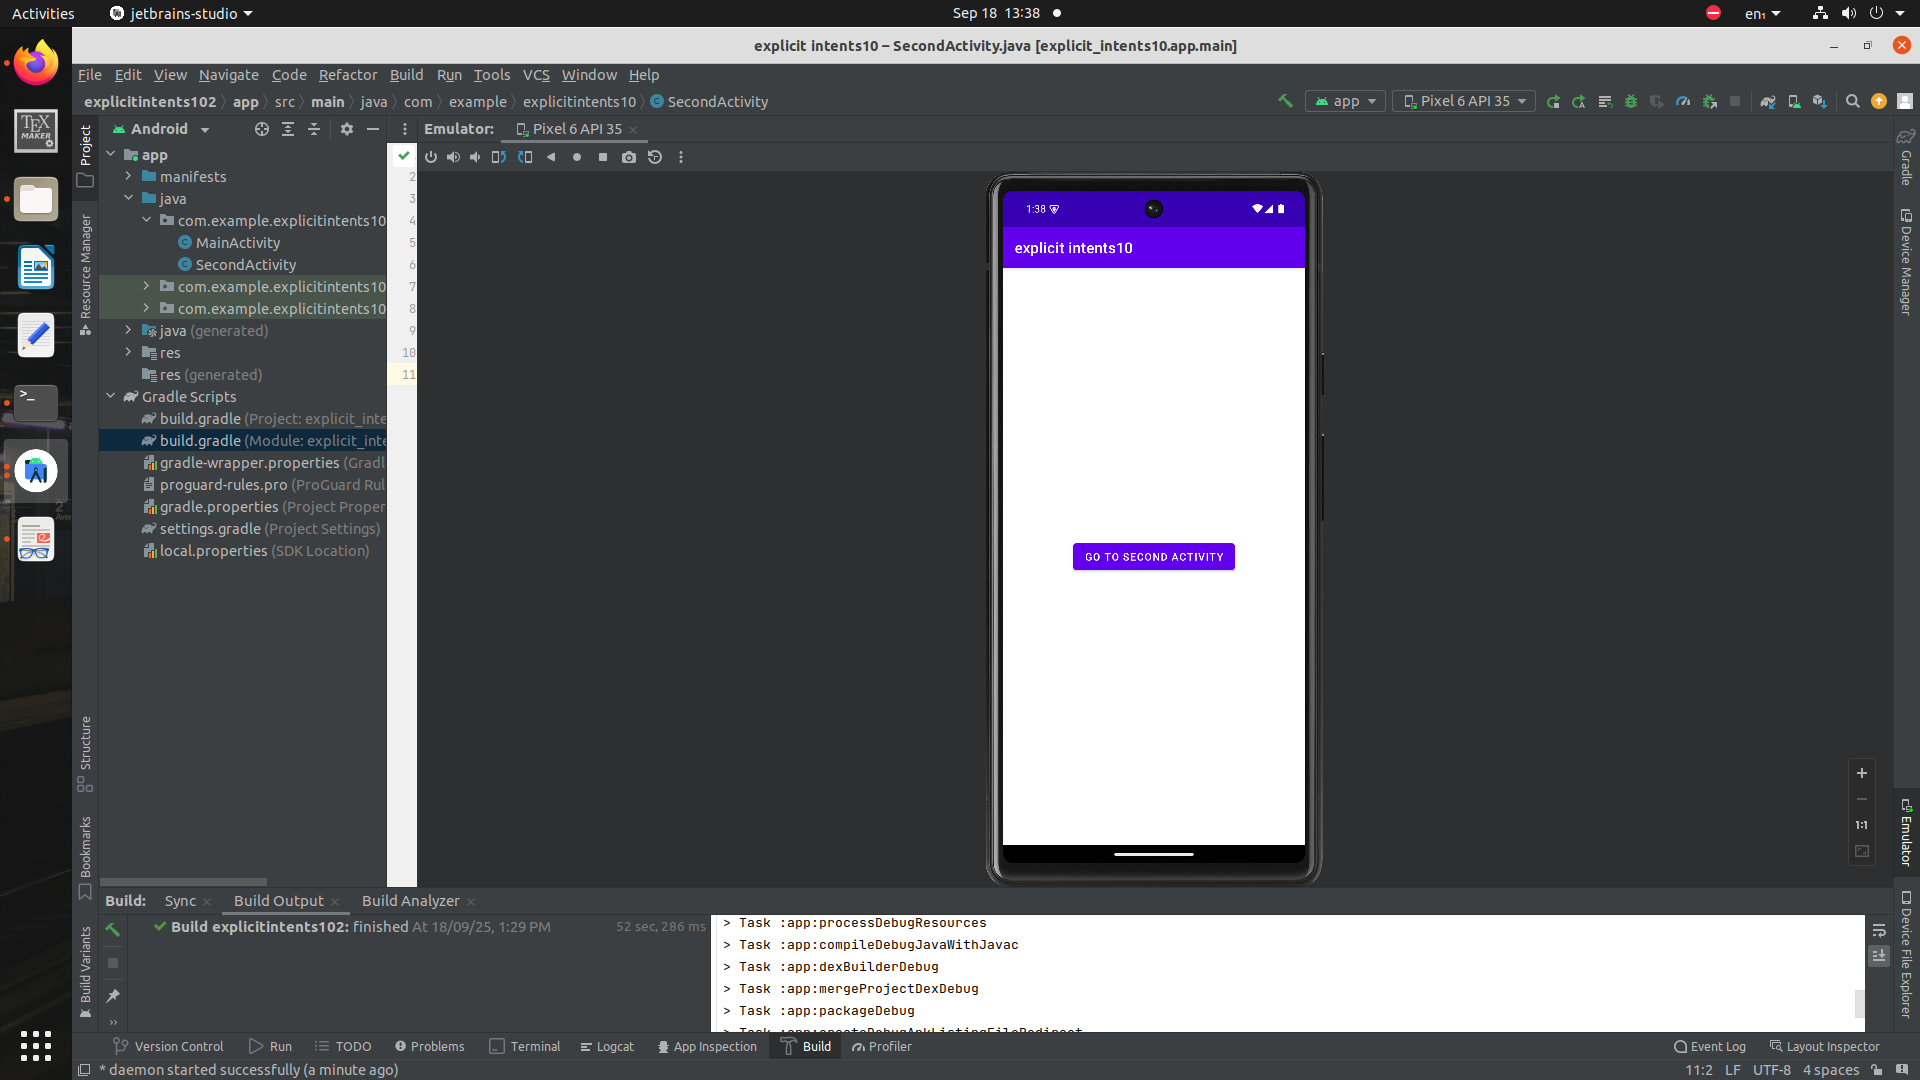 Activities jetbrains-studio Sep 18 13:38 en₁
explicit intents10 – SecondActivity.java [explicit_intents10.app.main]
File Edit View Navigate Code Refactor Build Run Tools VCS Window Help
explicitintents102 app src main java com example explicitintents10 SecondActivity app Pixel 6 API 35
Project
Resource Manager
Structure
Bookmarks
Build Variants
Android
app
manifests
java
com.example.explicitintents10
MainActivity
SecondActivity
com.example.explicitintents10
com.example.explicitintents10
java (generated)
res
res (generated)
Gradle Scripts
build.gradle (Project: explicit_inte
build.gradle (Module: explicit_inte
gradle-wrapper.properties (Gradl
proguard-rules.pro (ProGuard Rul
gradle.properties (Project Proper
settings.gradle (Project Settings)
local.properties (SDK Location)
TEX
MAKER
2
3
4
5
6
7
8
9
10
11
Emulator: Pixel 6 API 35
1:38
explicit intents10
GO TO SECOND ACTIVITY
1:1
Gradle
Device Manager
Emulator
Device File Explorer
Build: Sync Build Output Build Analyzer
Build explicitintents102: finished At 18/09/25, 1:29 PM 52 sec, 286 ms
> Task :app:processDebugResources
> Task :app:compileDebugJavaWithJavac
> Task :app:dexBuilderDebug
> Task :app:mergeProjectDexDebug
> Task :app:packageDebug
> Task :app:createDebugApkListingFileRedirect
Version Control Run TODO Problems Terminal Logcat App Inspection Build Profiler Event Log Layout Inspector
* daemon started successfully (a minute ago) 11:2 LF UTF-8 4 spaces